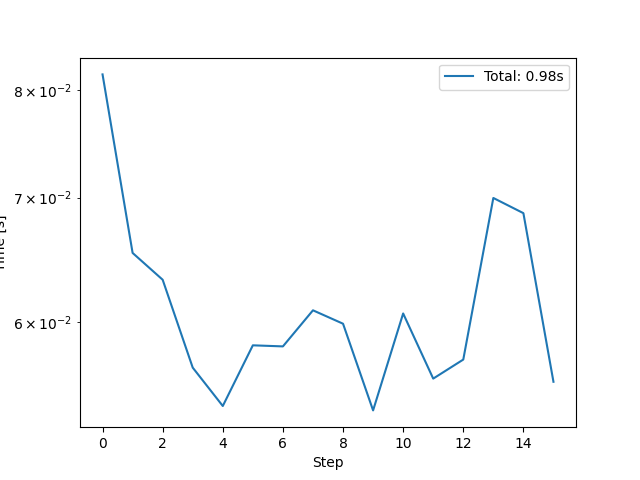 Total: 0.98s
8 × 10⁻²
7 × 10⁻²
6 × 10⁻²
[s]
0 2 4 6 8 10 12 14
Step